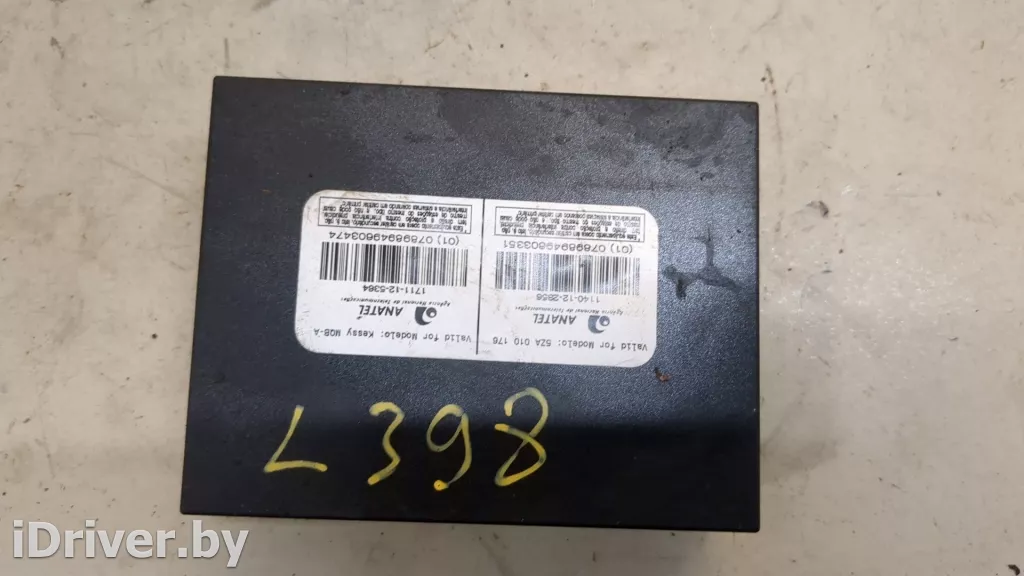 Valid for Modelo: 5ZA 010 176
ANATEL
Agência Nacional de Telecomunicações
1140-12-2856
(01) 07898949803351
Valid for Modelo: Kessy MQB-A
ANATEL
Agência Nacional de Telecomunicações
1711-12-5364
(01) 07898949603474
L398
iDriver.by